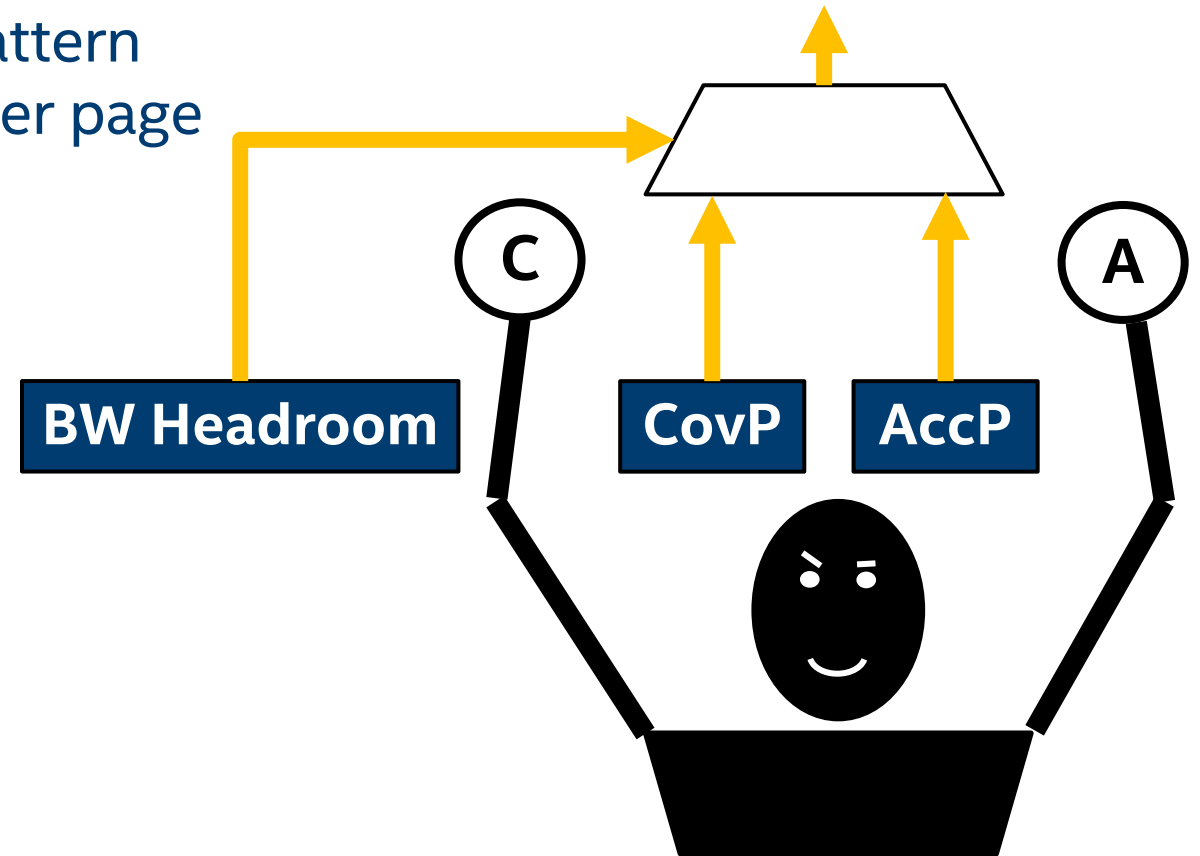 attern
er page
C
A
BW Headroom
CovP
AccP